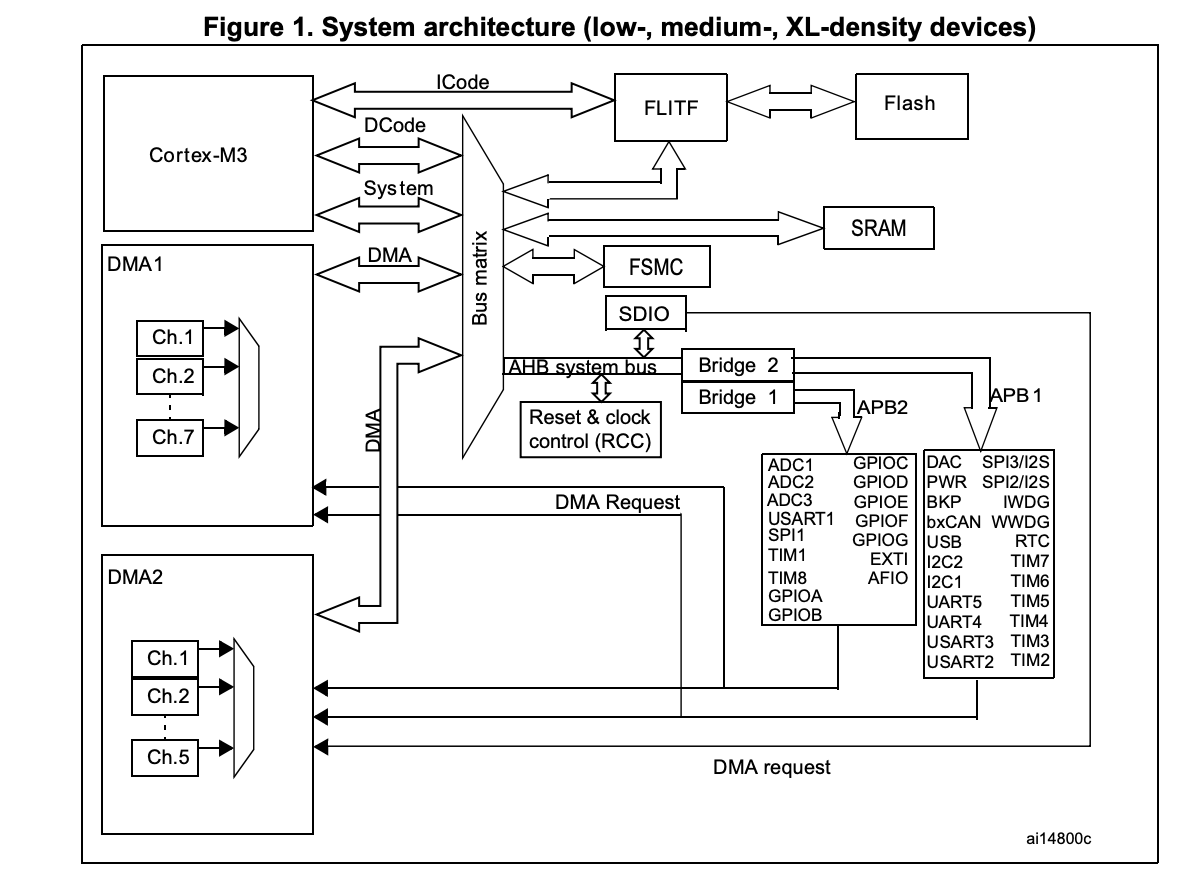 Figure 1. System architecture (low-, medium-, XL-density devices)
ICode
Cortex-M3
FLITF
Flash
DCode
System
DMA
Bus matrix
SRAM
FSMC
SDIO
AHB system bus
Bridge 2
Bridge 1
Reset & clock
control (RCC)
APB2
APB1
DMA1
Ch.1
Ch.2
Ch.7
DMA
DMA Request
ADC1 GPIOC
ADC2 GPIOD
ADC3 GPIOE
USART1 GPIOF
SPI1 GPIOG
TIM1 EXTI
TIM8 AFIO
GPIOA
GPIOB
DAC SPI3/I2S
PWR SPI2/I2S
BKP IWDG
bxCAN WWDG
USB RTC
I2C2 TIM7
I2C1 TIM6
UART5 TIM5
UART4 TIM4
USART3 TIM3
USART2 TIM2
DMA2
Ch.1
Ch.2
Ch.5
DMA request
ai14800c